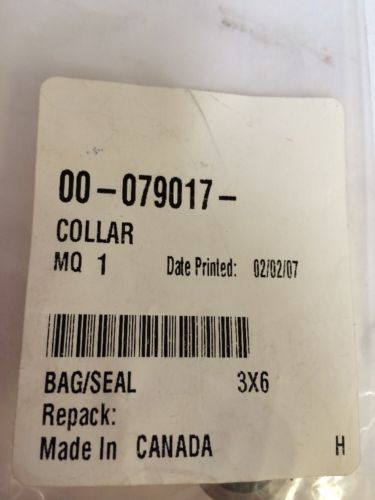 00-079017-
COLLAR
MQ 1 Date Printed: 02/02/07
BAG/SEAL 3X6
Repack:
Made In CANADA H